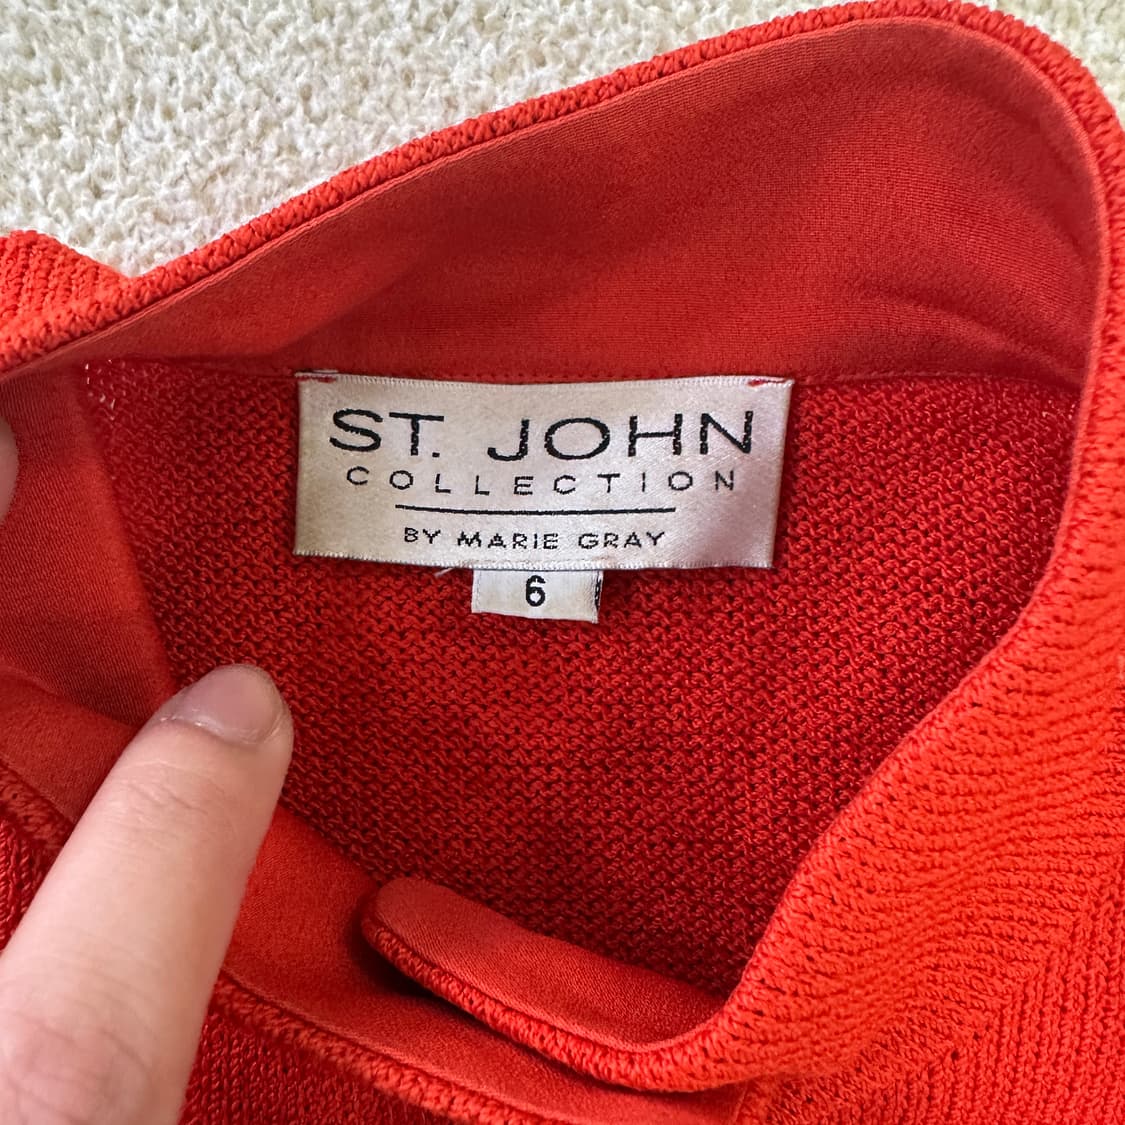 ST. JOHN
COLLECTION
BY MARIE GRAY
6